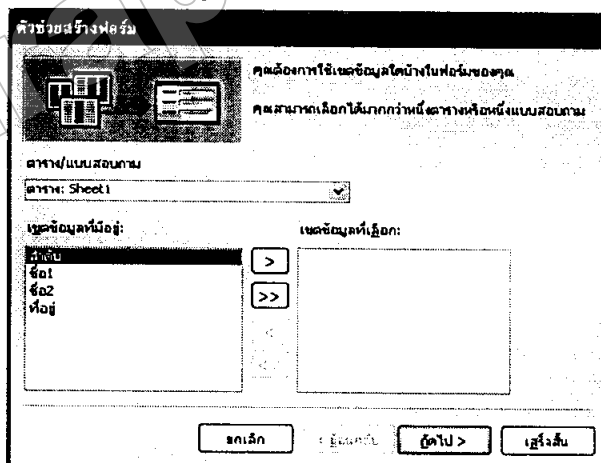 ตัวช่วยสร้างฟอร์ม
คุณต้องการใช้เขตข้อมูลใดบ้างในฟอร์มของคุณ
คุณสามารถเลือกได้มากกว่าหนึ่งตารางหรือหนึ่งแบบสอบถาม
ตาราง/แบบสอบถาม
ตาราง: Sheet1
เขตข้อมูลที่มีอยู่:
เขตข้อมูลที่เลือก:
ลำดับ
ชื่อ1
ชื่อ2
ที่อยู่
>
>>
<
ยกเลิก
< ย้อนกลับ
ถัดไป >
เสร็จสิ้น